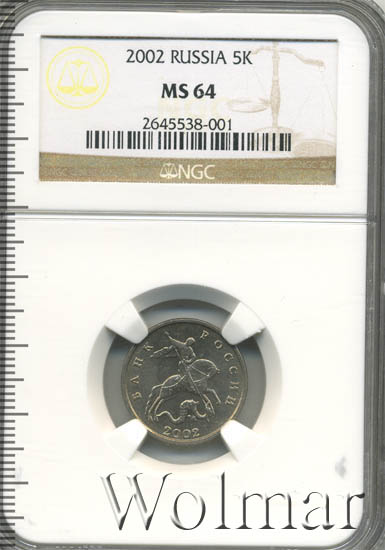 2002 RUSSIA 5K
MS 64
2645538-001
NGC
БАНК РОССИИ
2002
Wolmar